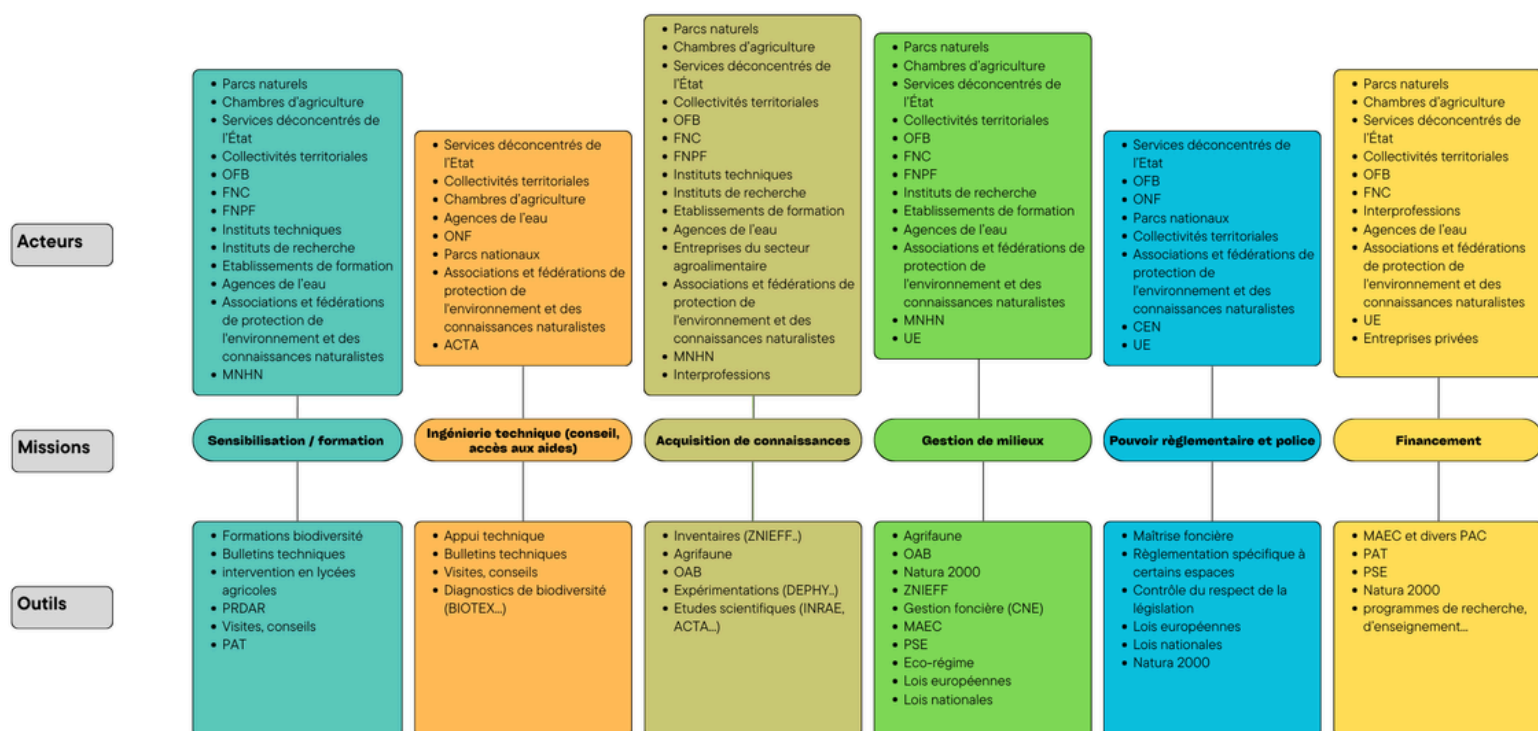 Acteurs
Parcs naturels
Chambres d'agriculture
Services déconcentrés de
l'État
Collectivités territoriales
OFB
FNC
FNPF
Instituts techniques
Instituts de recherche
Etablissements de formation
Agences de l'eau
Associations et fédérations
de protection de
l'environnement et des
connaissances naturalistes
MNHN
Services déconcentrés de
l'Etat
Collectivités territoriales
Chambres d'agriculture
Agences de l'eau
ONF
Parcs nationaux
Associations et fédérations de
protection de
l'environnement et des
connaissances naturalistes
ACTA
Parcs naturels
Chambres d'agriculture
Services déconcentrés de
l'État
Collectivités territoriales
OFB
FNC
FNPF
Instituts techniques
Instituts de recherche
Etablissements de formation
Agences de l'eau
Entreprises du secteur
agroalimentaire
Associations et fédérations de
protection de
l'environnement et des
connaissances naturalistes
MNHN
Interprofessions
Parcs naturels
Chambres d'agriculture
Services déconcentrés de
l'État
Collectivités territoriales
OFB
FNC
FNPF
Instituts de recherche
Etablissements de formation
Agences de l'eau
Associations et fédérations de
protection de
l'environnement et des
connaissances naturalistes
MNHN
UE
Services déconcentrés de
l'Etat
OFB
ONF
Parcs nationaux
Collectivités territoriales
Associations et fédérations de
protection de
l'environnement et des
connaissances naturalistes
CEN
UE
Parcs naturels
Chambres d'agriculture
Services déconcentrés de
l'État
Collectivités territoriales
OFB
FNC
Interprofessions
Agences de l'eau
Associations et fédérations
de protection de
l'environnement et des
connaissances naturalistes
UE
Entreprises privées
Missions
Sensibilisation / formation
Ingénierie technique (conseil,
accès aux aides)
Acquisition de connaissances
Gestion de milieux
Pouvoir règlementaire et police
Financement
Outils
Formations biodiversité
Bulletins techniques
intervention en lycées
agricoles
PRDAR
Visites, conseils
PAT
Appui technique
Bulletins techniques
Visites, conseils
Diagnostics de biodiversité
(BIOTEX...)
Inventaires (ZNIEFF..)
Agrifaune
OAB
Expérimentations (DEPHY..)
Etudes scientifiques (INRAE,
ACTA...)
Agrifaune
OAB
Natura 2000
ZNIEFF
Gestion foncière (CNE)
MAEC
PSE
Eco-régime
Lois européennes
Lois nationales
Maîtrise foncière
Règlementation spécifique à
certains espaces
Contrôle du respect de la
législation
Lois européennes
Lois nationales
Natura 2000
MAEC et divers PAC
PAT
PSE
Natura 2000
programmes de recherche,
d'enseignement...